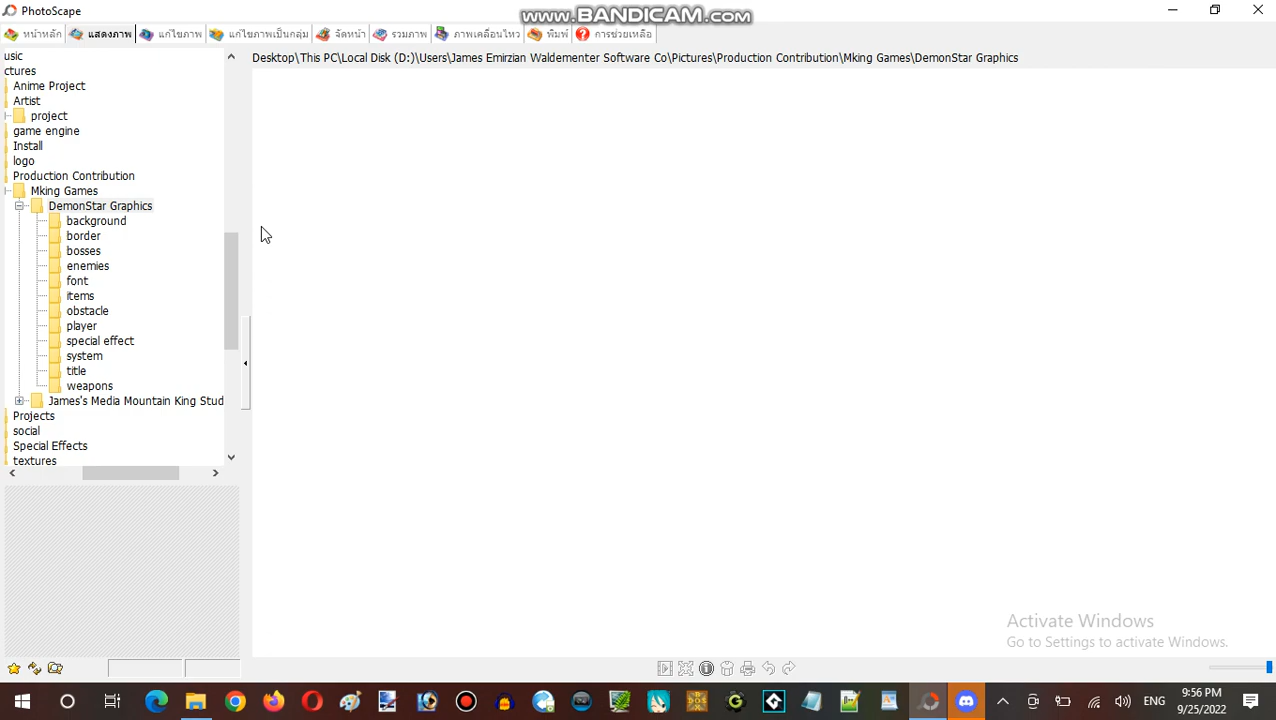 PhotoScape
www.BANDICAM.com
หน้าหลัก แสดงภาพ แก้ไขภาพ แก้ไขภาพเป็นกลุ่ม จัดหน้า รวมภาพ ภาพเคลื่อนไหว พิมพ์ การช่วยเหลือ
Desktop\This PC\Local Disk (D:)\Users\James Emirzian Waldementer Software Co\Pictures\Production Contribution\Mking Games\DemonStar Graphics
usic
ctures
Anime Project
Artist
project
game engine
Install
logo
Production Contribution
Mking Games
DemonStar Graphics
background
border
bosses
enemies
font
items
obstacle
player
special effect
system
title
weapons
James's Media Mountain King Stud
Projects
social
Special Effects
textures
Activate Windows
Go to Settings to activate Windows.
ENG
9:56 PM
9/25/2022